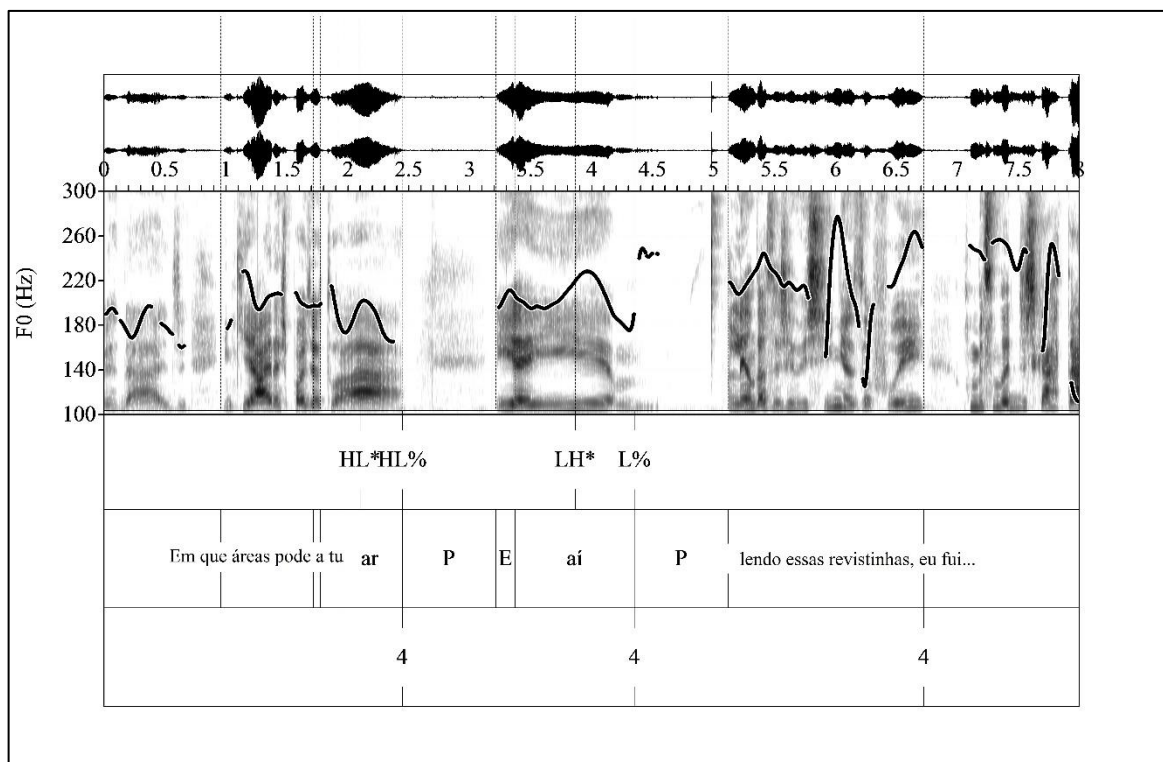 0 0.5 1 1.5 2 2.5 3 3.5 4 4.5 5 5.5 6 6.5 7 7.5 8
300
260
220
180
140
100
F0 (Hz)
HL* HL% LH* L%
Em que áreas pode a tu ar P E aí P lendo essas revistinhas, eu fui...
4 4 4